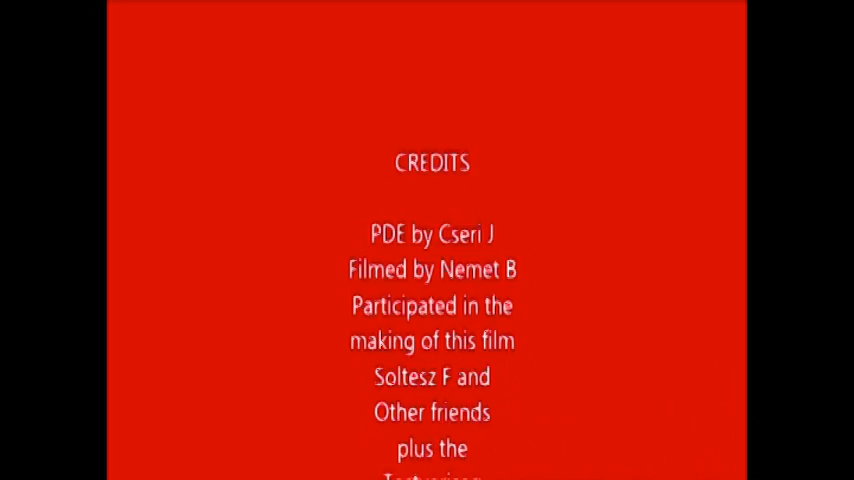 CREDITS
PDE by Cseri J
Filmed by Nemet B
Participated in the
making of this film
Soltesz F and
Other friends
plus the